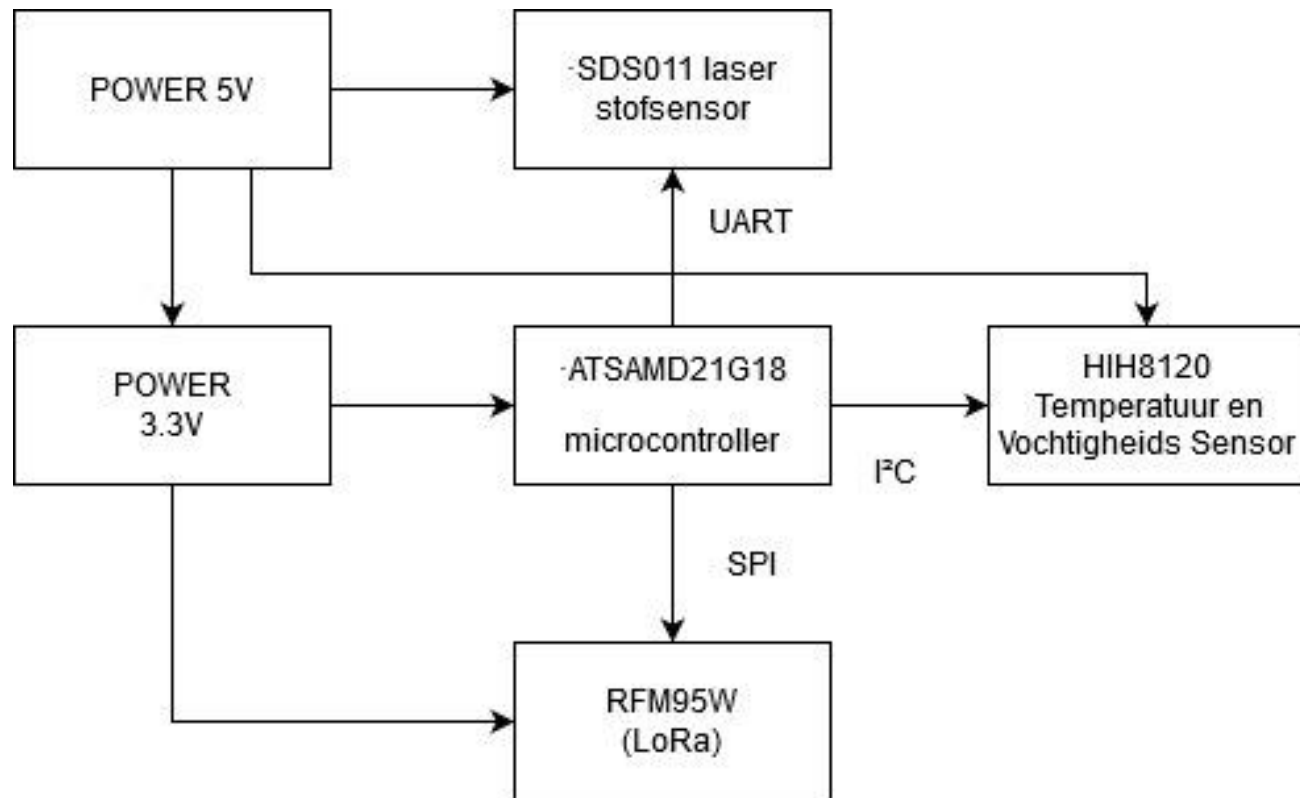 POWER 5V
·SDS011 laser
stofsensor
UART
POWER
3.3V
·ATSAMD21G18
microcontroller
HIH8120
Temperatuur en
Vochtigheids Sensor
I²C
SPI
RFM95W
(LoRa)